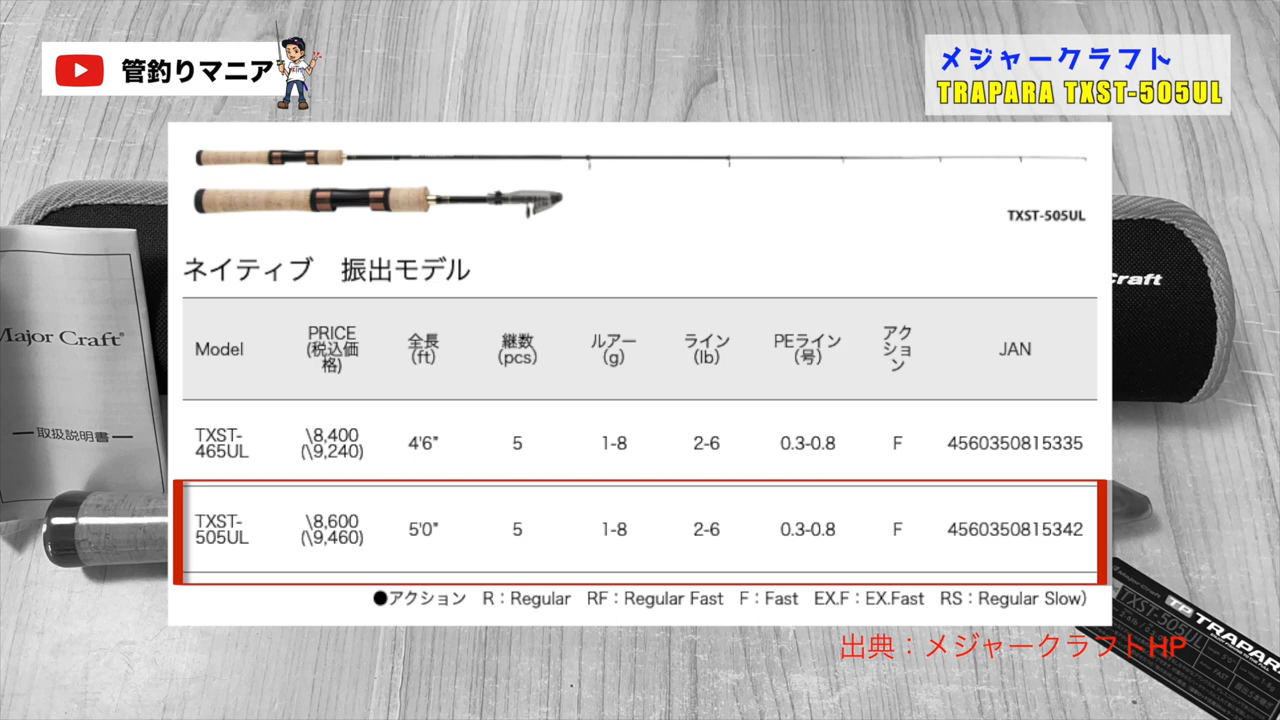 管釣りマニア
メジャークラフト
TRAPARA TXST-505UL
TXST-505UL
ネイティブ 振出モデル
Model
PRICE
(税込価
格)
全長
(ft)
継数
(pcs)
ルアー
(g)
ライン
(lb)
PEライン
(号)
アク
ショ
ン
JAN
TXST-
465UL
\8,400
(\9,240)
4'6”
5
1-8
2-6
0.3-0.8
F
4560350815335
TXST-
505UL
\8,600
(\9,460)
5'0”
5
1-8
2-6
0.3-0.8
F
4560350815342
●アクション R：Regular RF：Regular Fast F：Fast EX.F：EX.Fast RS：Regular Slow)
出典：メジャークラフトHP
Major Craft
取扱説明書
Craft
Major Craft
TP TRAPARA
TXST-505UL